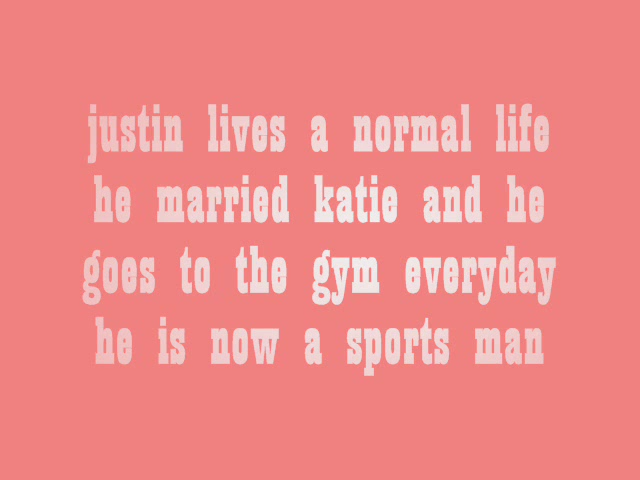 justin lives a normal life
he married katie and he
goes to the gym everyday
he is now a sports man